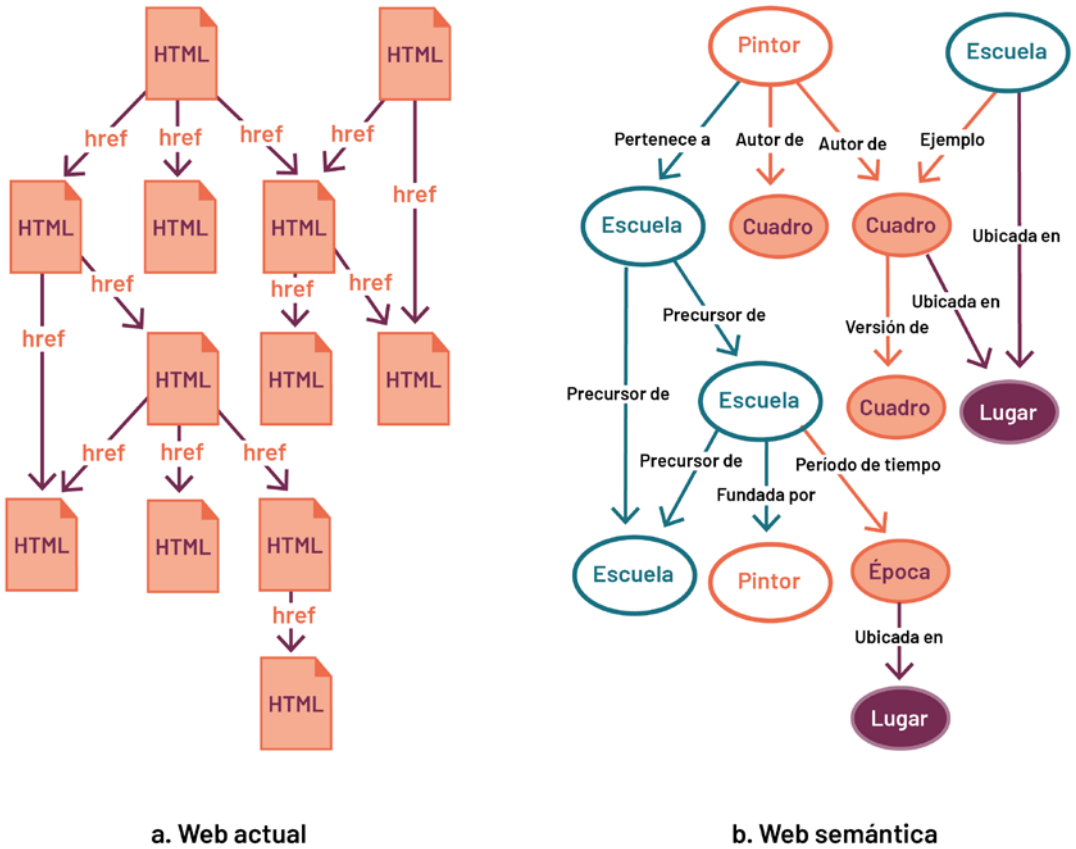 HTML
HTML
href
href
href
href
href
HTML
HTML
HTML
href
href
href
href
HTML
HTML
HTML
href
href
href
HTML
HTML
HTML
href
HTML
a. Web actual
Pintor
Escuela
Pertenece a
Autor de
Autor de
Ejemplo
Escuela
Cuadro
Cuadro
Ubicada en
Precursor de
Ubicada en
Versión de
Precursor de
Escuela
Cuadro
Lugar
Precursor de
Período de tiempo
Fundada por
Escuela
Pintor
Época
Ubicada en
Lugar
b. Web semántica